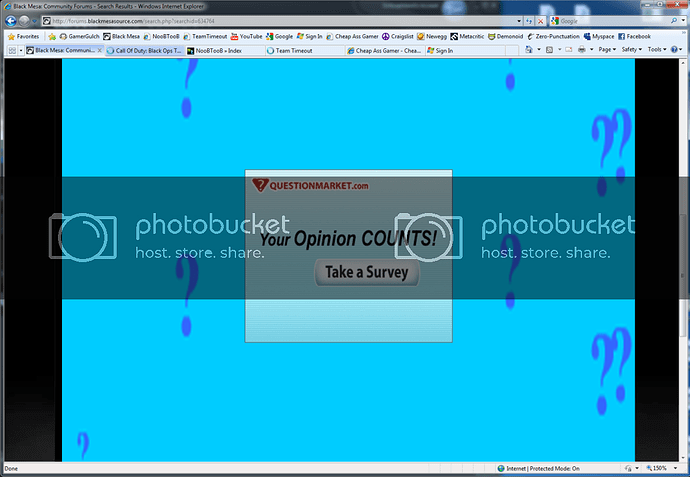 Black Mesa: Community Forums - Search Results - Windows Internet Explorer
http://forums.blackmesasource.com/search.php?searchid=634764
Google
Favorites GamerGulch Black Mesa NooBTooB TeamTimeout YouTube Google Sign In Cheap Ass Gamer Craigslist Newegg Metacritic Demonoid Zero-Punctuation Myspace Facebook
Black Mesa: Communi... Call Of Duty: Black Ops T... NooBTooB » Index Team Timeout Cheap Ass Gamer - Chea... Sign In Page Safety Tools
? ?
??
? QUESTIONMARKET.com
photobucket photobucket
host. store. share. host. store. share.
Your Opinion COUNTS!
Take a Survey
? ?
??
?
Done Internet | Protected Mode: On 150%